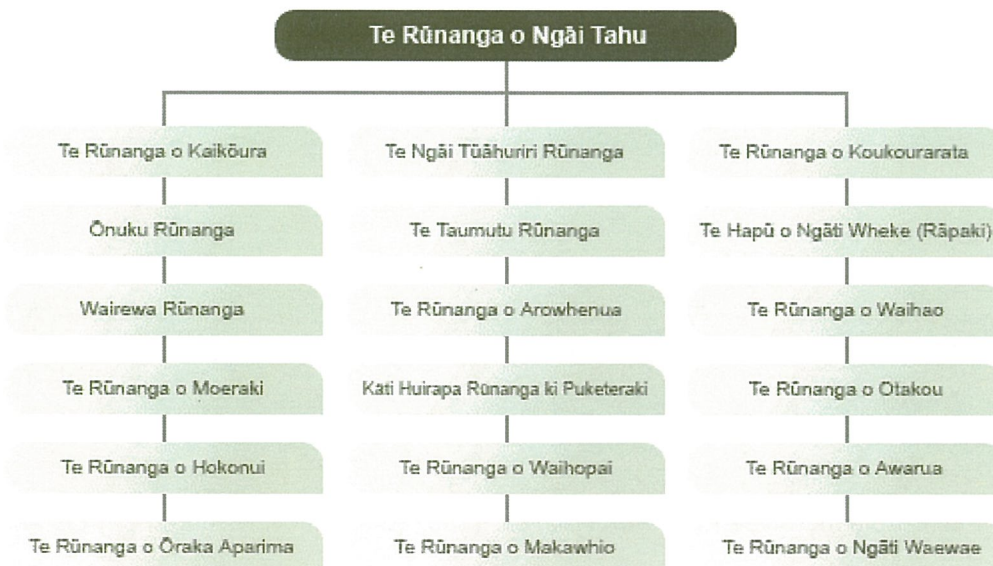 Te Rūnanga o Ngāi Tahu
Te Rūnanga o Kaikōura
Te Ngāi Tūāhuriri Rūnanga
Te Rūnanga o Koukourarata
Ōnuku Rūnanga
Te Taumutu Rūnanga
Te Hapū o Ngāti Wheke (Rāpaki)
Wairewa Rūnanga
Te Rūnanga o Arowhenua
Te Rūnanga o Waihao
Te Rūnanga o Moeraki
Kati Huirapa Rūnanga ki Puketeraki
Te Rūnanga o Otakou
Te Rūnanga o Hokonui
Te Rūnanga o Waihopai
Te Rūnanga o Awarua
Te Rūnanga o Ōraka Aparima
Te Rūnanga o Makawhio
Te Rūnanga o Ngāti Waewae